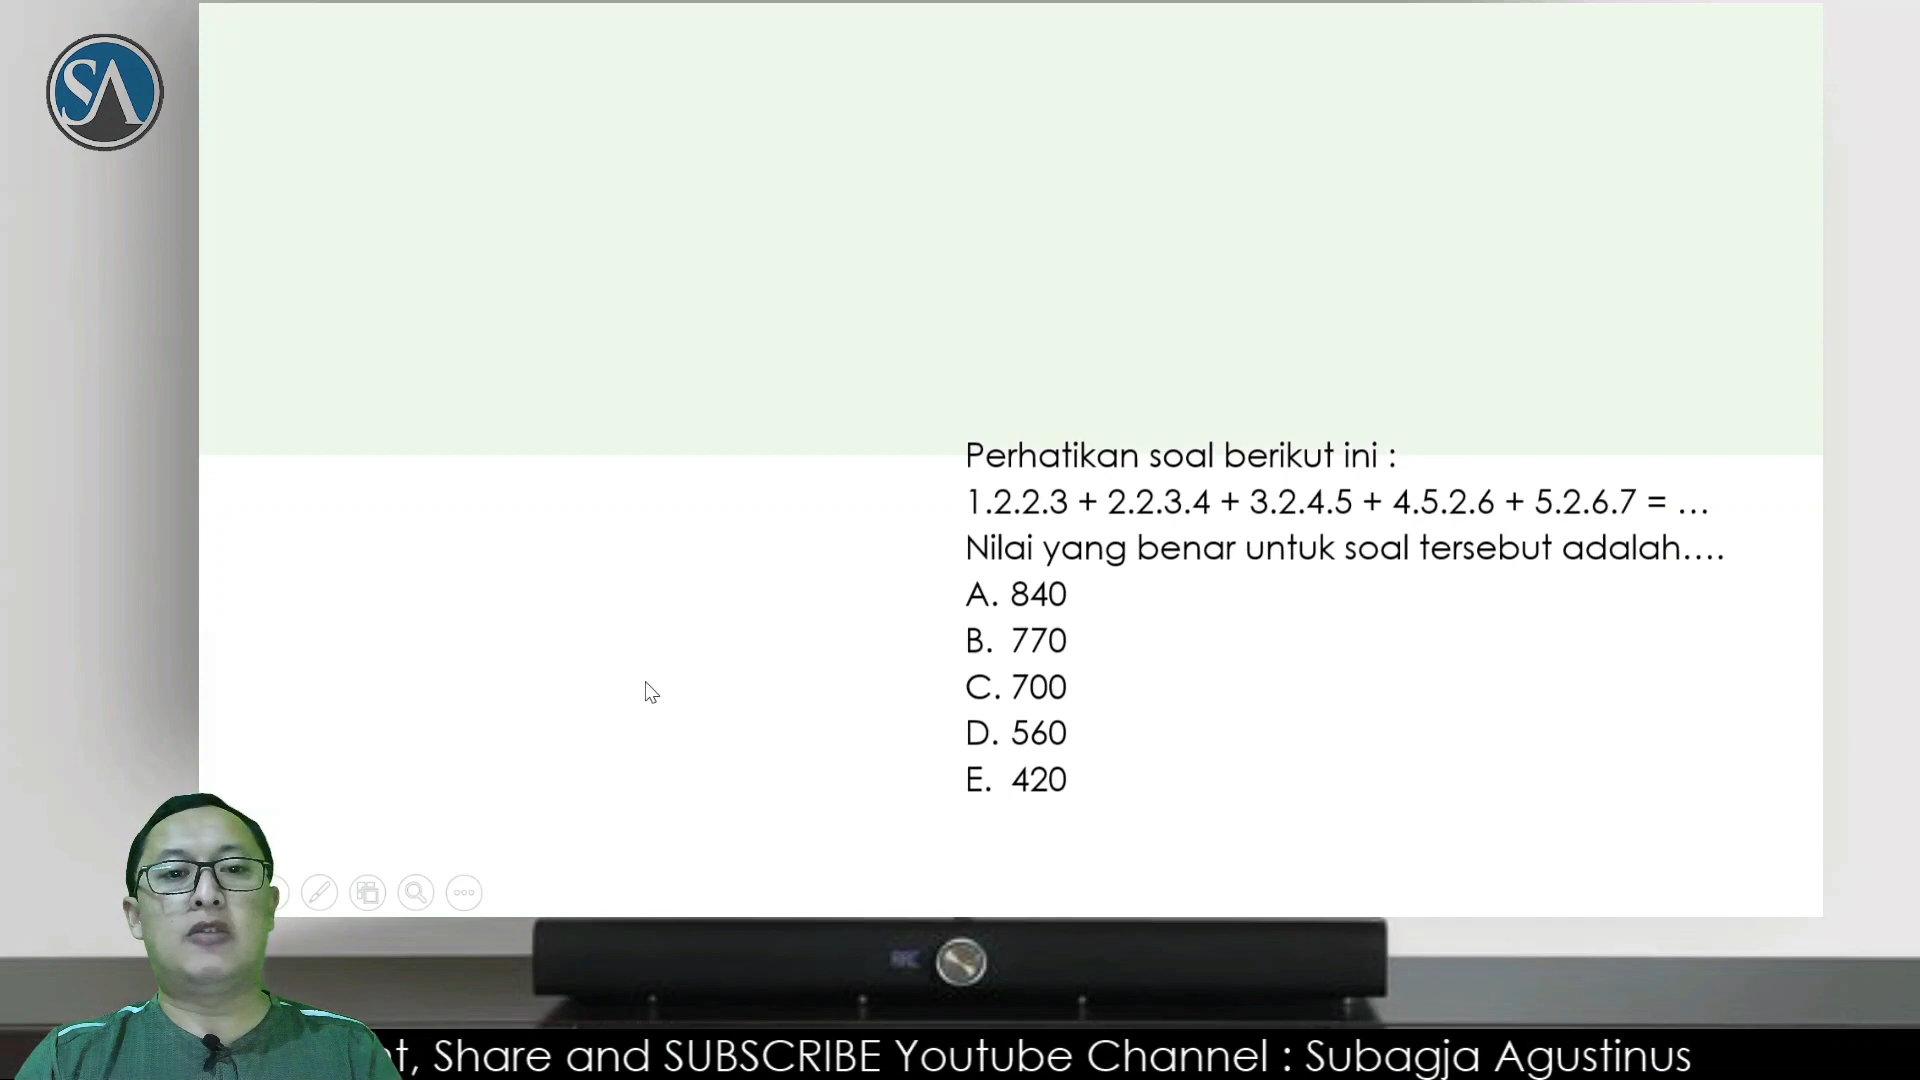 SA
Perhatikan soal berikut ini :
1.2.2.3 + 2.2.3.4 + 3.2.4.5 + 4.5.2.6 + 5.2.6.7 = ...
Nilai yang benar untuk soal tersebut adalah....
A. 840
B. 770
C. 700
D. 560
E. 420
t, Share and SUBSCRIBE Youtube Channel : Subagja Agustinus